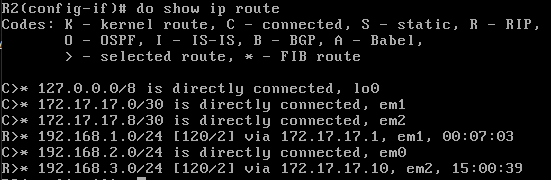 R2(config-if)# do show ip route
Codes: K - kernel route, C - connected, S - static, R - RIP,
O - OSPF, I - IS-IS, B - BGP, A - Babel,
> - selected route, * - FIB route
C>* 127.0.0.0/8 is directly connected, lo0
C>* 172.17.17.0/30 is directly connected, em1
C>* 172.17.17.8/30 is directly connected, em2
R>* 192.168.1.0/24 [120/2] via 172.17.17.1, em1, 00:07:03
C>* 192.168.2.0/24 is directly connected, em0
R>* 192.168.3.0/24 [120/2] via 172.17.17.10, em2, 15:00:39